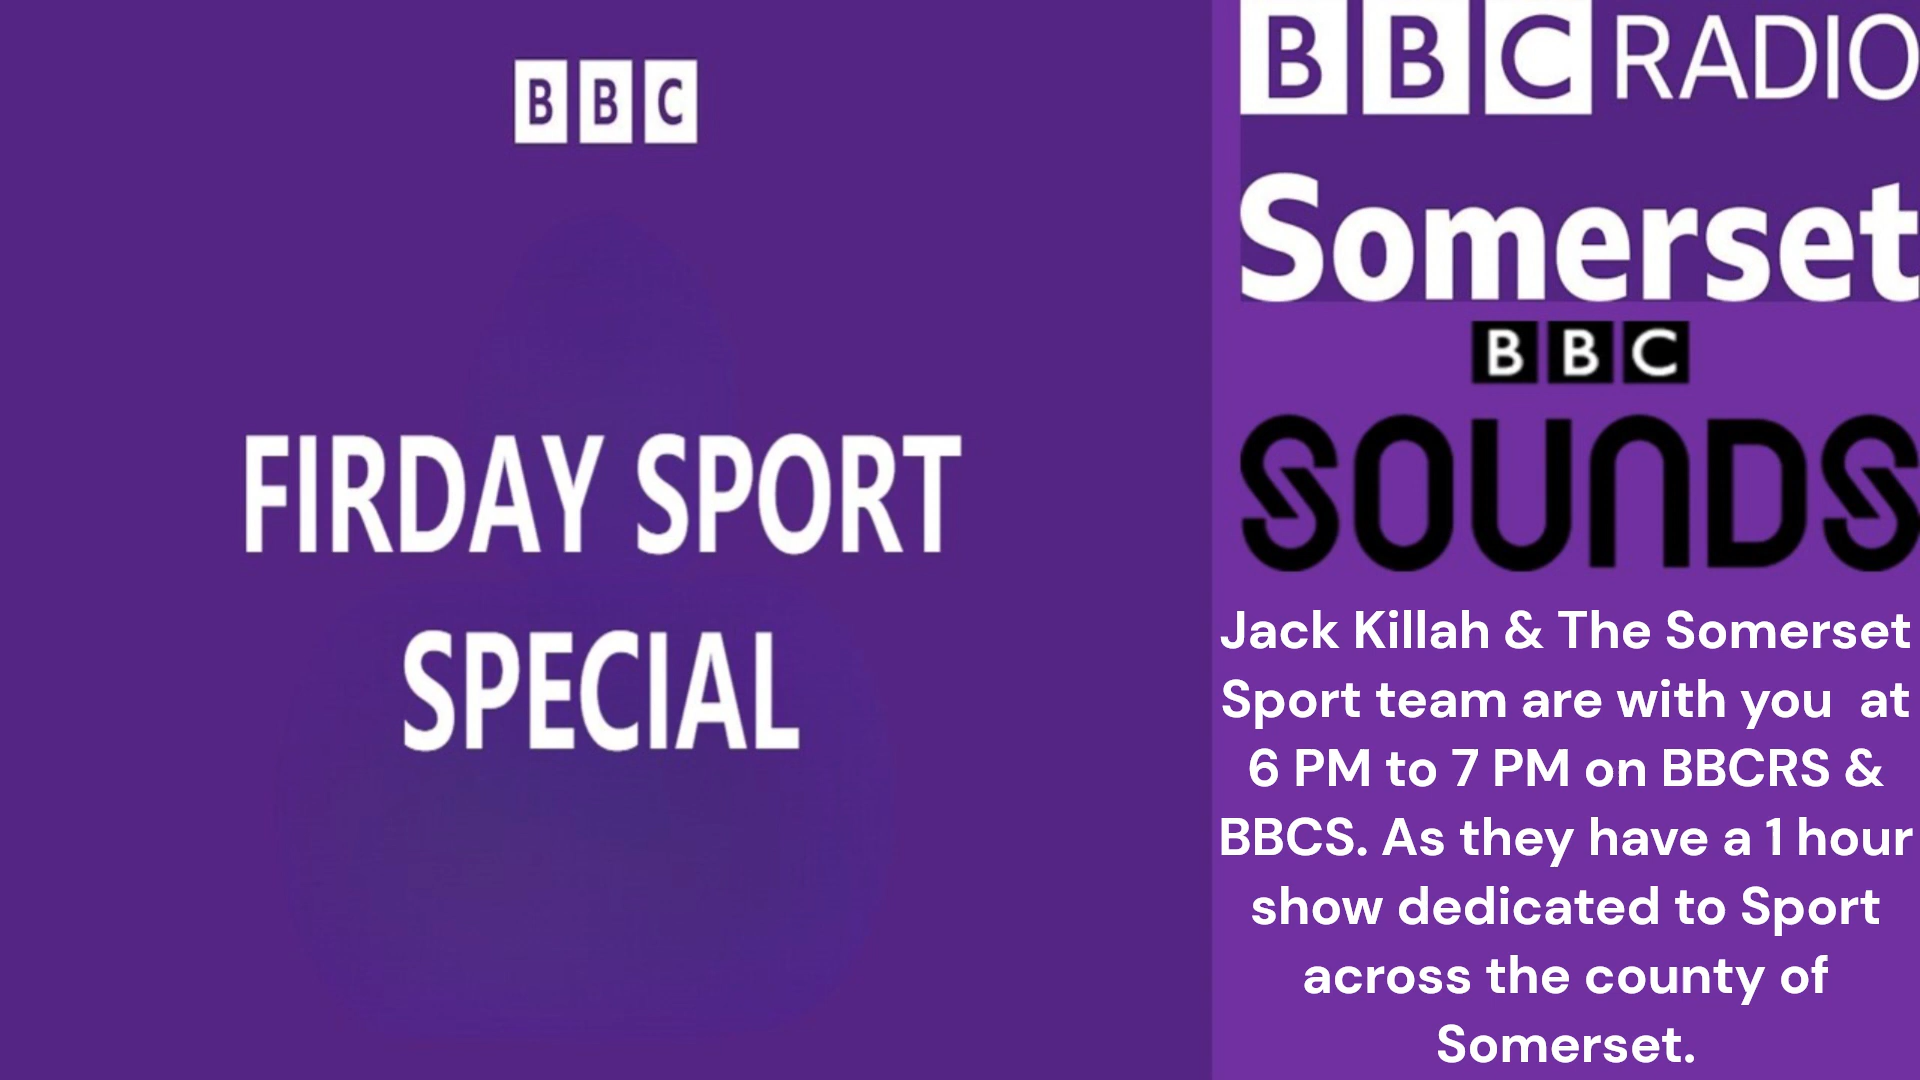 BBC
FIRDAY SPORT
SPECIAL
BBC RADIO
Somerset
BBC
SOUNDS
Jack Killah & The Somerset
Sport team are with you  at
6 PM to 7 PM on BBCRS &
BBCS. As they have a 1 hour
show dedicated to Sport
across the county of
Somerset.